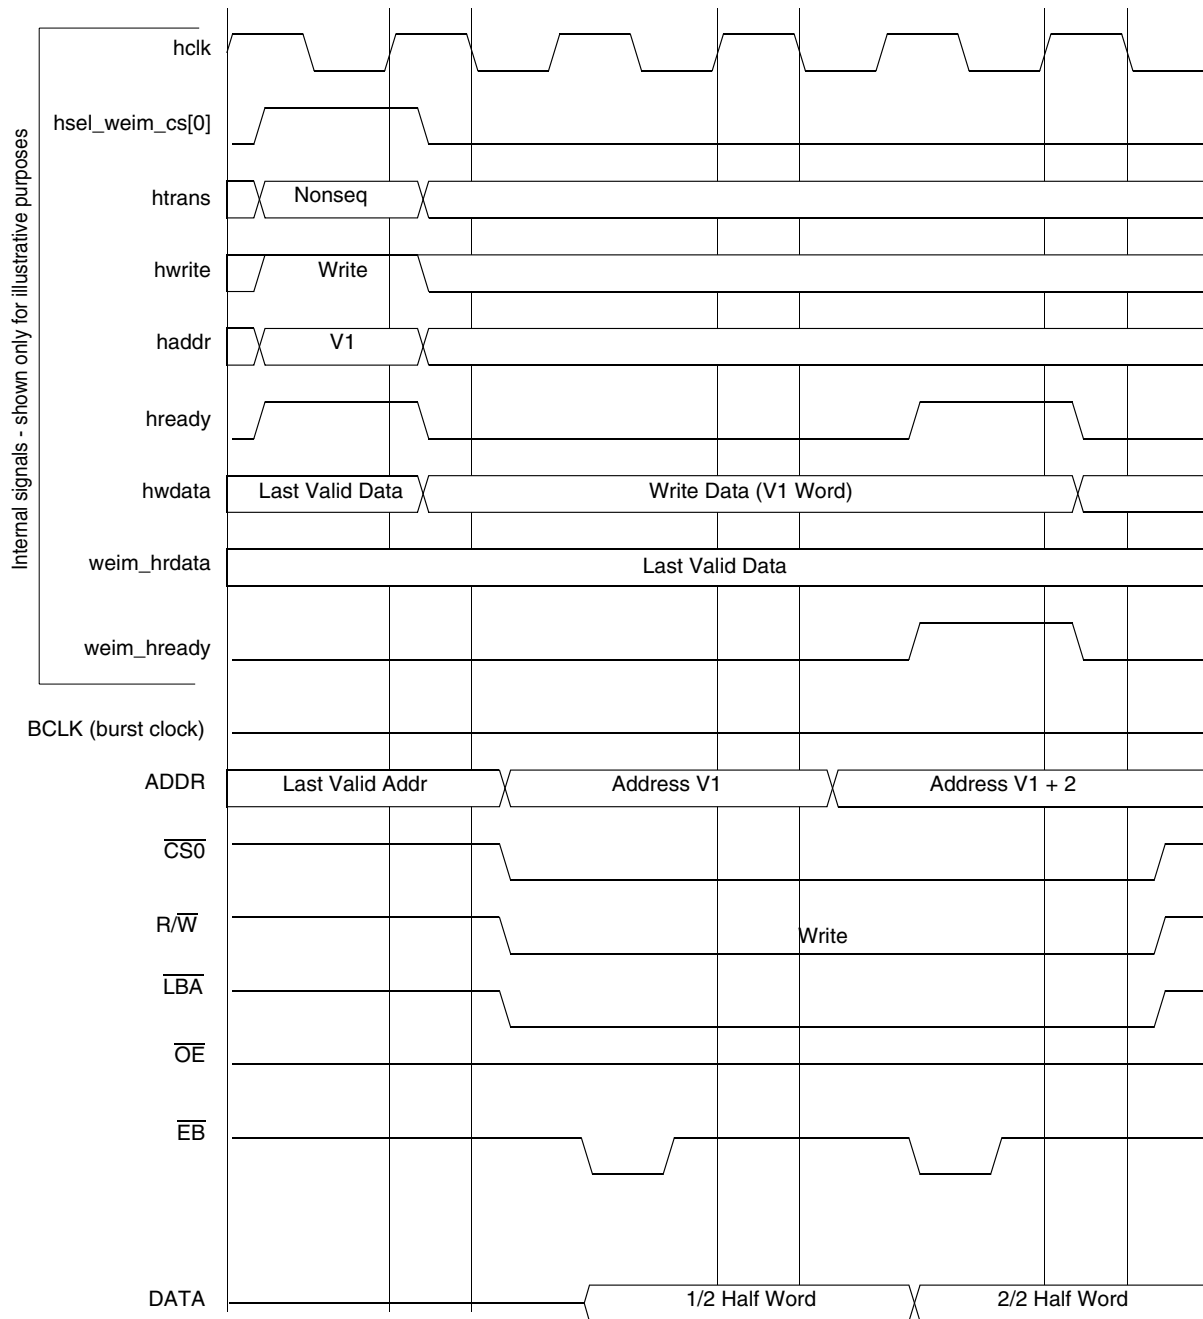 Internal signals - shown only for illustrative purposes
hclk
hsel_weim_cs[0]
htrans
Nonseq
hwrite
Write
haddr
V1
hready
hwdata
Last Valid Data
Write Data (V1 Word)
weim_hrdata
Last Valid Data
weim_hready
BCLK (burst clock)
ADDR
Last Valid Addr
Address V1
Address V1 + 2
CS0
R/W
Write
LBA
OE
EB
DATA
1/2 Half Word
2/2 Half Word